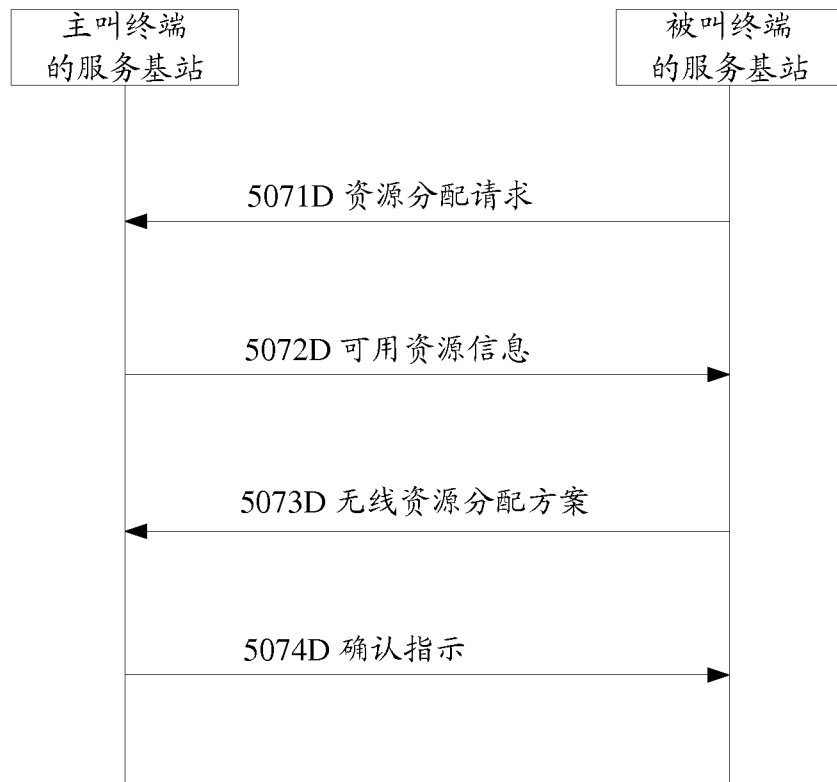 主叫终端
的服务基站
被叫终端
的服务基站
5071D 资源分配请求
5072D 可用资源信息
5073D 无线资源分配方案
5074D 确认指示